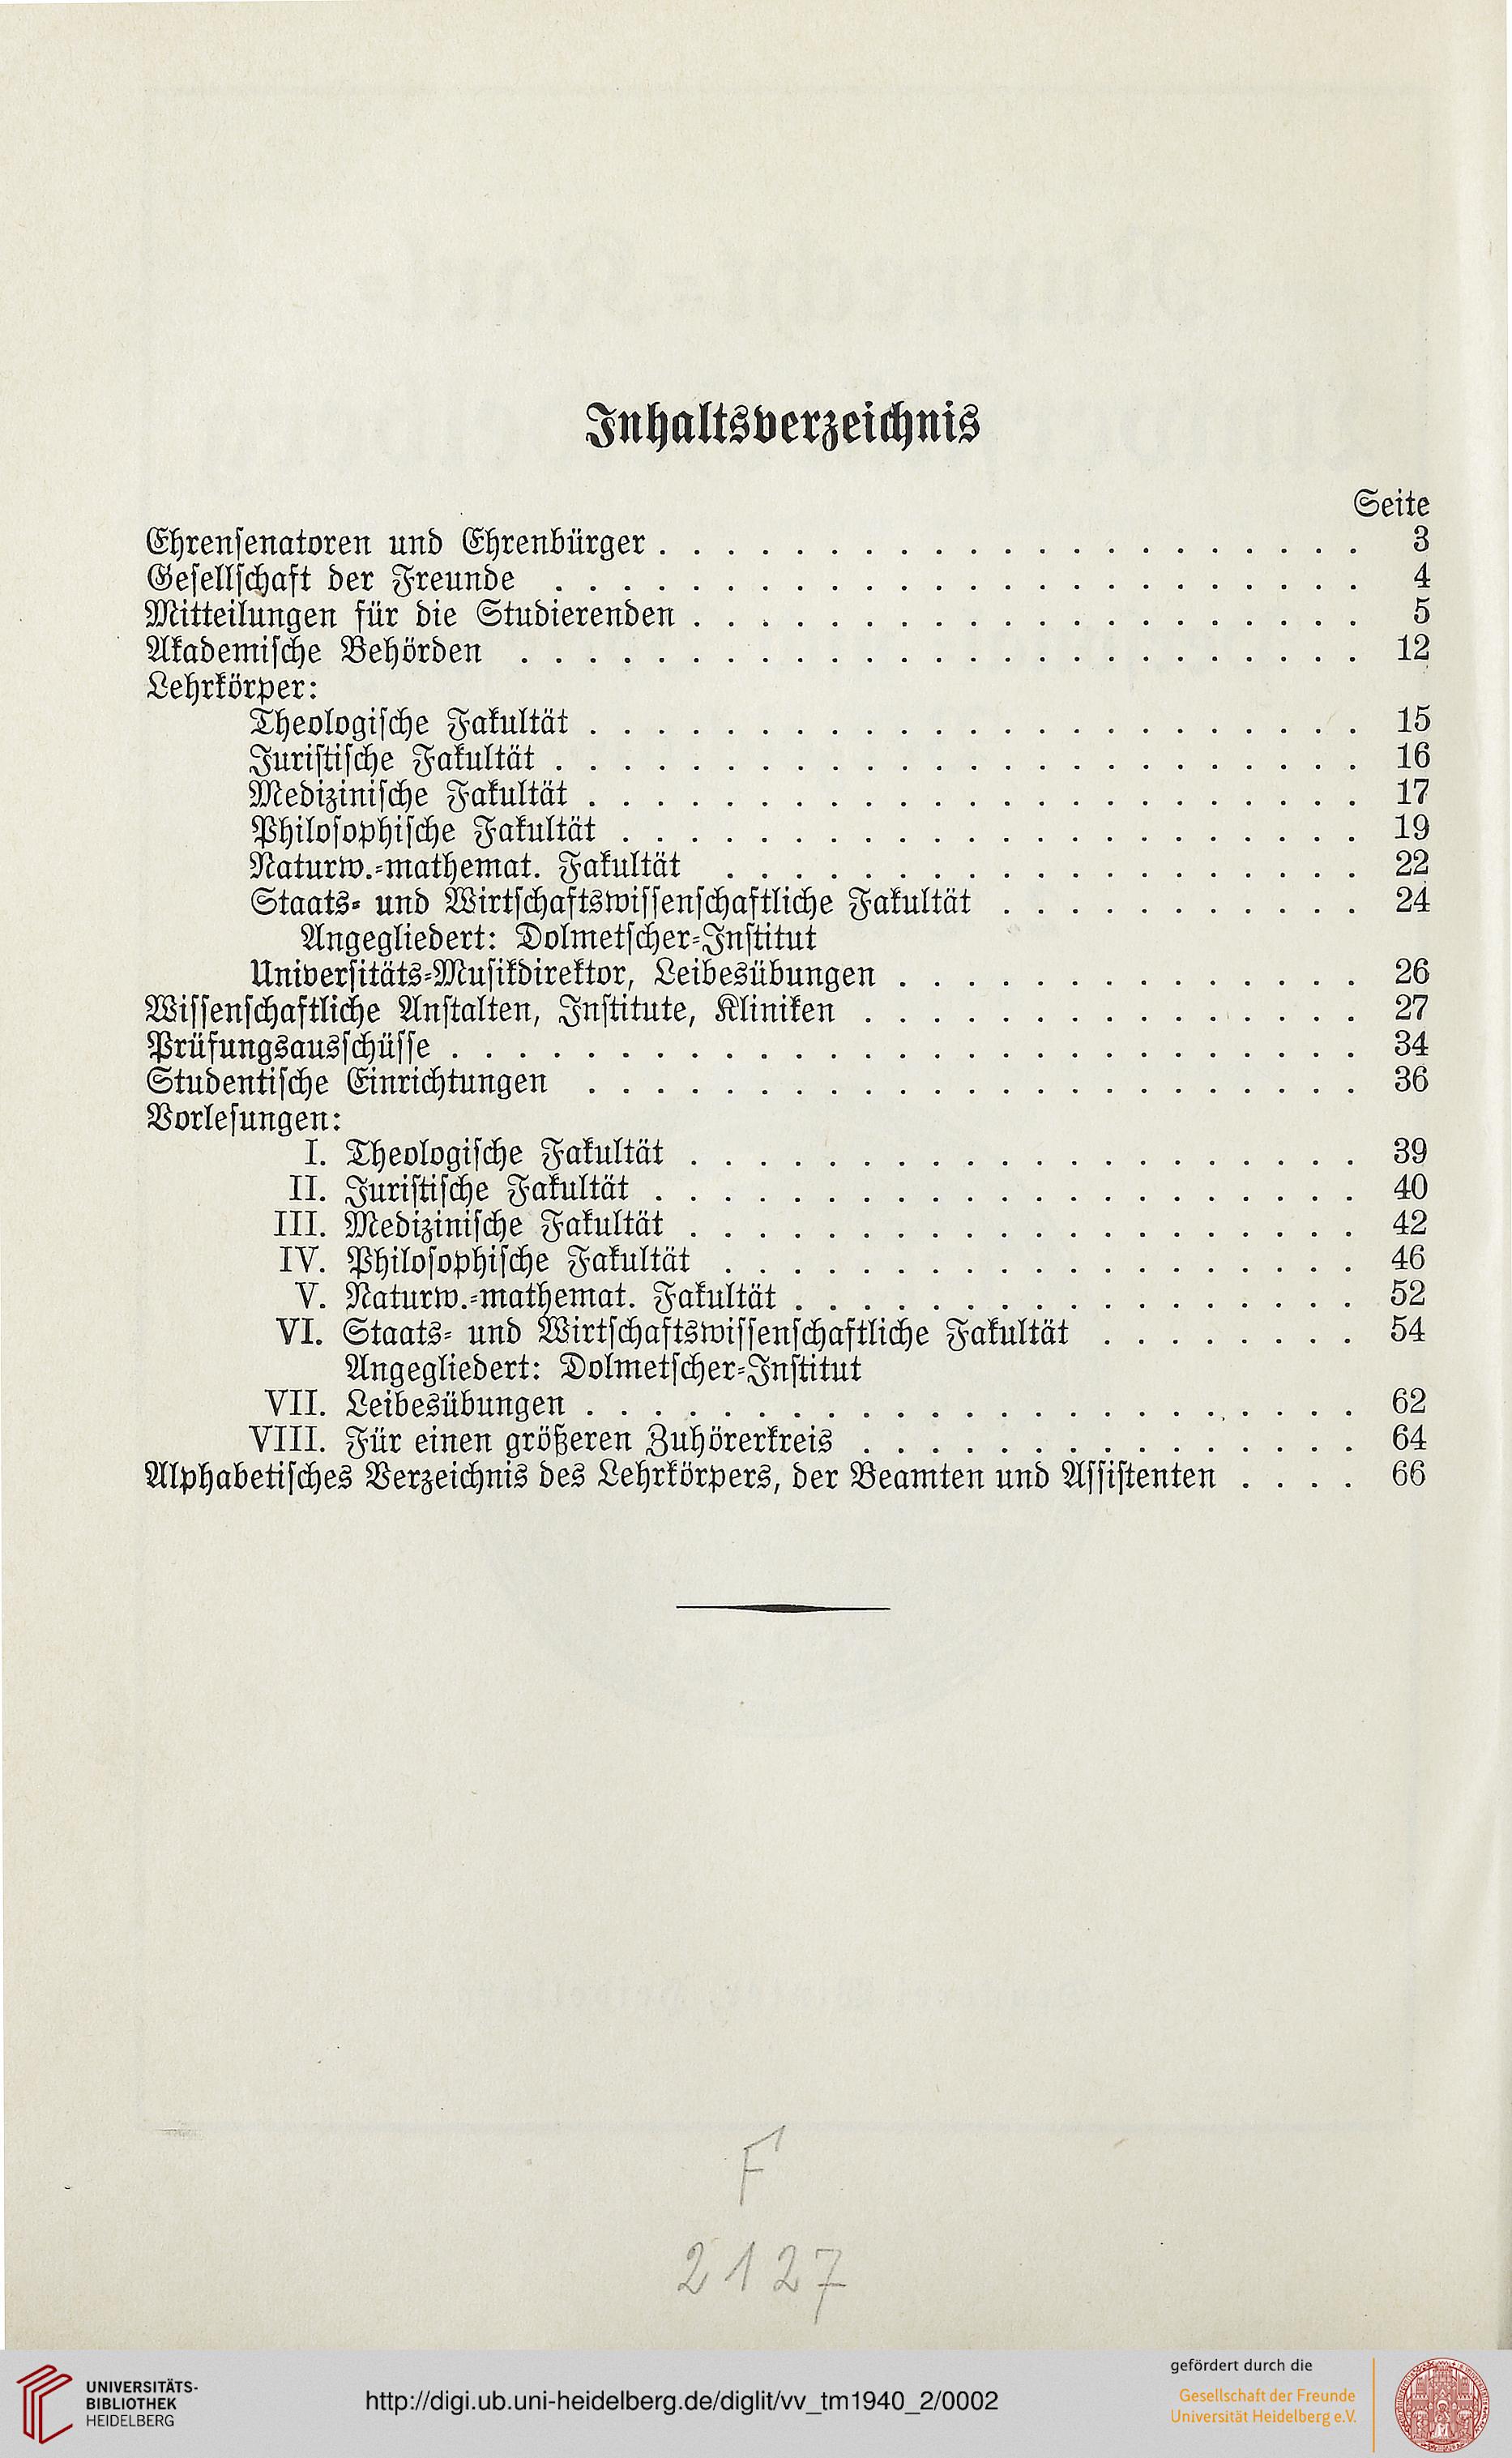 Inhaltsverzeichnis
Seite
Ehrensenatoren und Ehrenbürger . . . . . . . . . . . . . . . . . . . . . 3
Gesellschaft der Freunde . . . . . . . . . . . . . . . . . . . . . . . . 4
Mitteilungen für die Studierenden . . . . . . . . . . . . . . . . . . . . 5
Akademische Behörden . . . . . . . . . . . . . . . . . . . . . . . . . 12
Lehrkörper:
Theologische Fakultät . . . . . . . . . . . . . . . . . . . . . . . 15
Juristische Fakultät . . . . . . . . . . . . . . . . . . . . . . . . 16
Medizinische Fakultät . . . . . . . . . . . . . . . . . . . . . . . 17
Philosophische Fakultät . . . . . . . . . . . . . . . . . . . . . . 19
Naturw.-mathemat. Fakultät . . . . . . . . . . . . . . . . . . . 22
Staats- und Wirtschaftswissenschaftliche Fakultät . . . . . . . . . . . 24
Angegliedert: Dolmetscher-Institut
Universitäts-Musikdirektor, Leibesübungen . . . . . . . . . . . . . . 26
Wissenschaftliche Anstalten, Institute, Kliniken . . . . . . . . . . . . . . . 27
Prüfungsausschüsse . . . . . . . . . . . . . . . . . . . . . . . . . . . 34
Studentische Einrichtungen . . . . . . . . . . . . . . . . . . . . . . . 36
Vorlesungen:
I. Theologische Fakultät . . . . . . . . . . . . . . . . . . . . 39
II. Juristische Fakultät . . . . . . . . . . . . . . . . . . . . . 40
III. Medizinische Fakultät . . . . . . . . . . . . . . . . . . . . 42
IV. Philosophische Fakultät . . . . . . . . . . . . . . . . . . . 46
V. Naturw.-mathemat. Fakultät . . . . . . . . . . . . . . . . . 52
VI. Staats- und Wirtschaftswissenschaftliche Fakultät . . . . . . . . 54
Angegliedert: Dolmetscher-Institut
VII. Leibesübungen . . . . . . . . . . . . . . . . . . . . . . . 62
VIII. Für einen größeren Zuhörerkreis . . . . . . . . . . . . . . . 64
Alphabetisches Verzeichnis des Lehrkörpers, der Beamten und Assistenten . . . . 66
F
2127
UNIVERSITÄTS-
BIBLIOTHEK
HEIDELBERG
http://digi.ub.uni-heidelberg.de/diglit/vv_tm1940_2/0002
gefördert durch die
Gesellschaft der Freunde
Universität Heidelberg e.V.